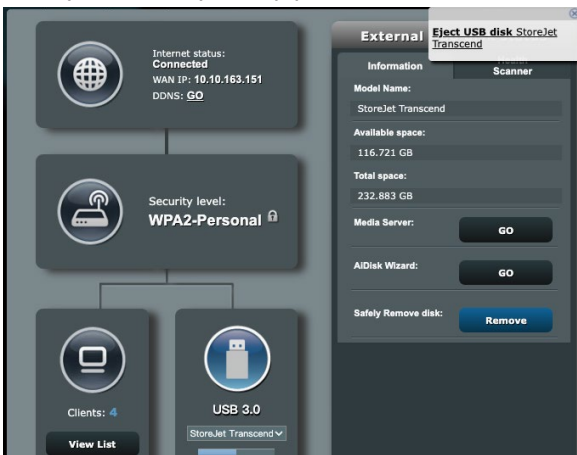 Internet status:
Connected
WAN IP: 10.10.163.151
DDNS: GO
Security level:
WPA2-Personal
Clients: 4
View List
USB 3.0
StoreJet Transcend
External
Eject USB disk StoreJet
Transcend
Information
Scanner
Model Name:
StoreJet Transcend
Available space:
116.721 GB
Total space:
232.883 GB
Media Server:
GO
AiDisk Wizard:
GO
Safely Remove disk:
Remove